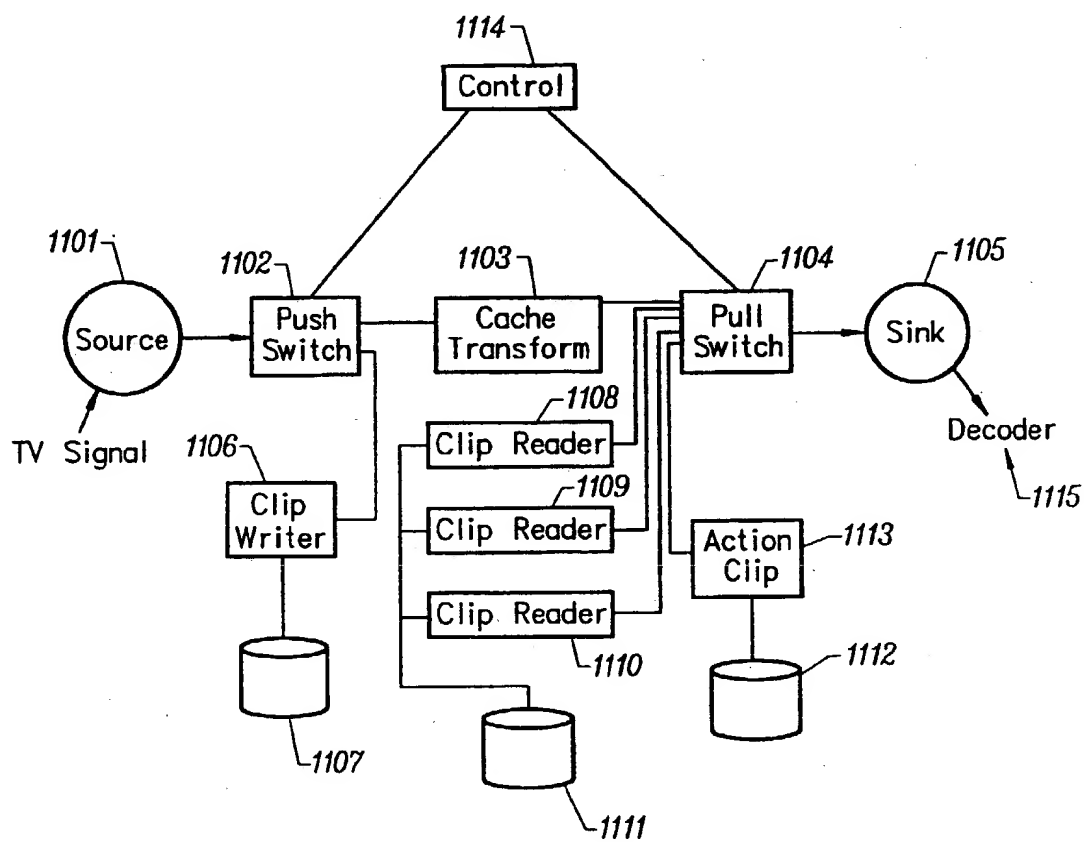 1114
Control
1101
1102
1103
1104
1105
Source
Push
Switch
Cache
Transform
Pull
Switch
Sink
TV Signal
Decoder
1115
1106
Clip
Writer
1107
1108
Clip Reader
1109
Clip Reader
Clip Reader
1110
1111
Action
Clip
1113
1112